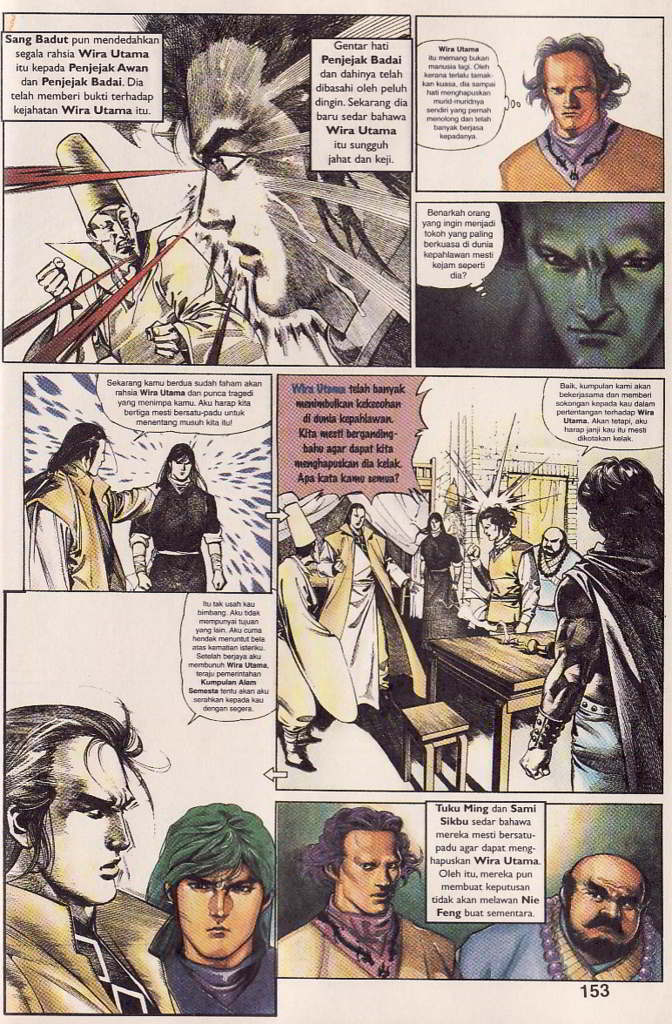 Sang Badut pun mendedahkan
segala rahsia Wira Utama
itu kepada Penjejak Awan
dan Penjejak Badai. Dia
telah memberi bukti terhadap
kejahatan Wira Utama itu.
Gentar hati
Penjejak Badai
dan dahinya telah
dibasahi oleh peluh
dingin. Sekarang dia
baru sedar bahawa
Wira Utama
itu sungguh
jahat dan keji.
Wira Utama
itu memang bukan
manusia lagi. Oleh
kerana terlalu tamak-
kan kuasa, dia sampai
hati menghapuskan
murid-muridnya
sendiri yang pernah
menolong dan telah
banyak berjasa
kepadanya.
Benarkah orang
yang ingin menjadi
tokoh yang paling
berkuasa di dunia
kepahlawan mesti
kejam seperti
dia?
Sekarang kamu berdua sudah faham akan
rahsia Wira Utama dan punca tragedi
yang menimpa kamu. Aku harap kita
bertiga mesti bersatu-padu untuk
menentang musuh kita itu!
Wira Utama telah banyak
menimbulkan kekecohan
di dunia kepahlawan.
Kita mesti berganding-
bahu agar dapat kita
menghapuskan dia kelak.
Apa kata kamu semua?
Baik, kumpulan kami akan
bekerjasama dan memberi
sokongan kepada kau dalam
pertentangan terhadap Wira
Utama. Akan tetapi, aku
harap janji kau itu mesti
dikotakan kelak.
Itu tak usah kau
bimbang. Aku tidak
mempunyai tujuan
yang lain. Aku cuma
hendak menuntut bela
atas kematian isteriku.
Setelah berjaya aku
membunuh Wira Utama,
teraju pemerintahan
Kumpulan Alam
Semesta tentu akan aku
serahkan kepada kau
dengan segera.
Tuku Ming dan Sami
Sikbu sedar bahawa
mereka mesti bersatu-
padu agar dapat meng-
hapuskan Wira Utama.
Oleh itu, mereka pun
membuat keputusan
tidak akan melawan Nie
Feng buat sementara.
153